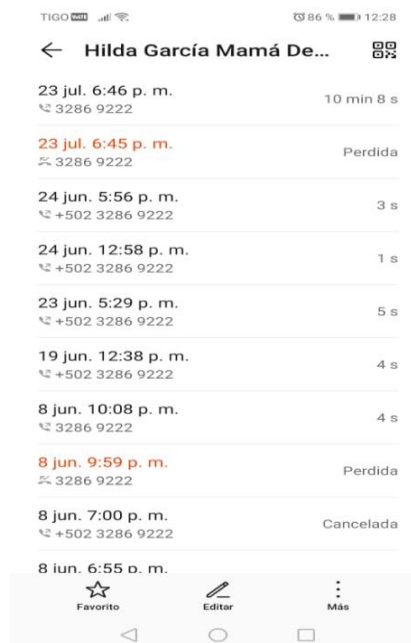 TIGO VoLTE 86 % 12:28
Hilda García Mamá De...
23 jul. 6:46 p. m.
3286 9222
10 min 8 s
23 jul. 6:45 p. m.
3286 9222
Perdida
24 jun. 5:56 p. m.
+502 3286 9222
3 s
24 jun. 12:58 p. m.
+502 3286 9222
1 s
23 jun. 5:29 p. m.
+502 3286 9222
5 s
19 jun. 12:38 p. m.
+502 3286 9222
4 s
8 jun. 10:08 p. m.
3286 9222
4 s
8 jun. 9:59 p. m.
3286 9222
Perdida
8 jun. 7:00 p. m.
+502 3286 9222
Cancelada
8 jun. 6:55 p. m.
Favorito
Editar
Más